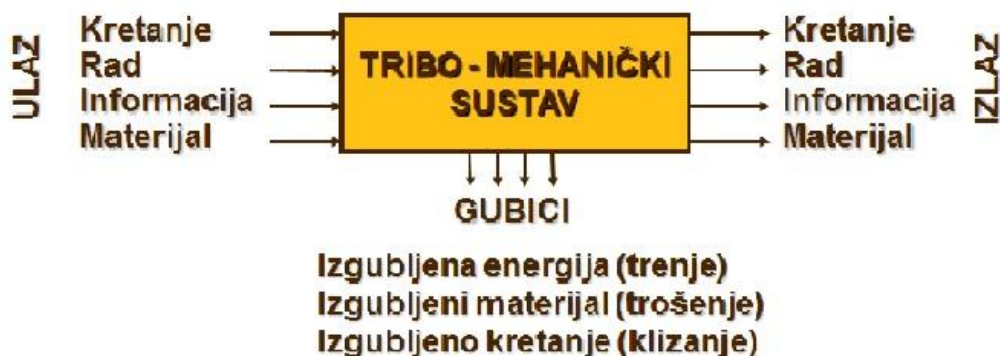 ULAZ
Kretanje
Rad
Informacija
Materijal
TRIBO - MEHANIČKI
SUSTAV
Kretanje
Rad
Informacija
Materijal
IZLAZ
GUBICI
Izgubljena energija (trenje)
Izgubljeni materijal (trošenje)
Izgubljeno kretanje (klizanje)